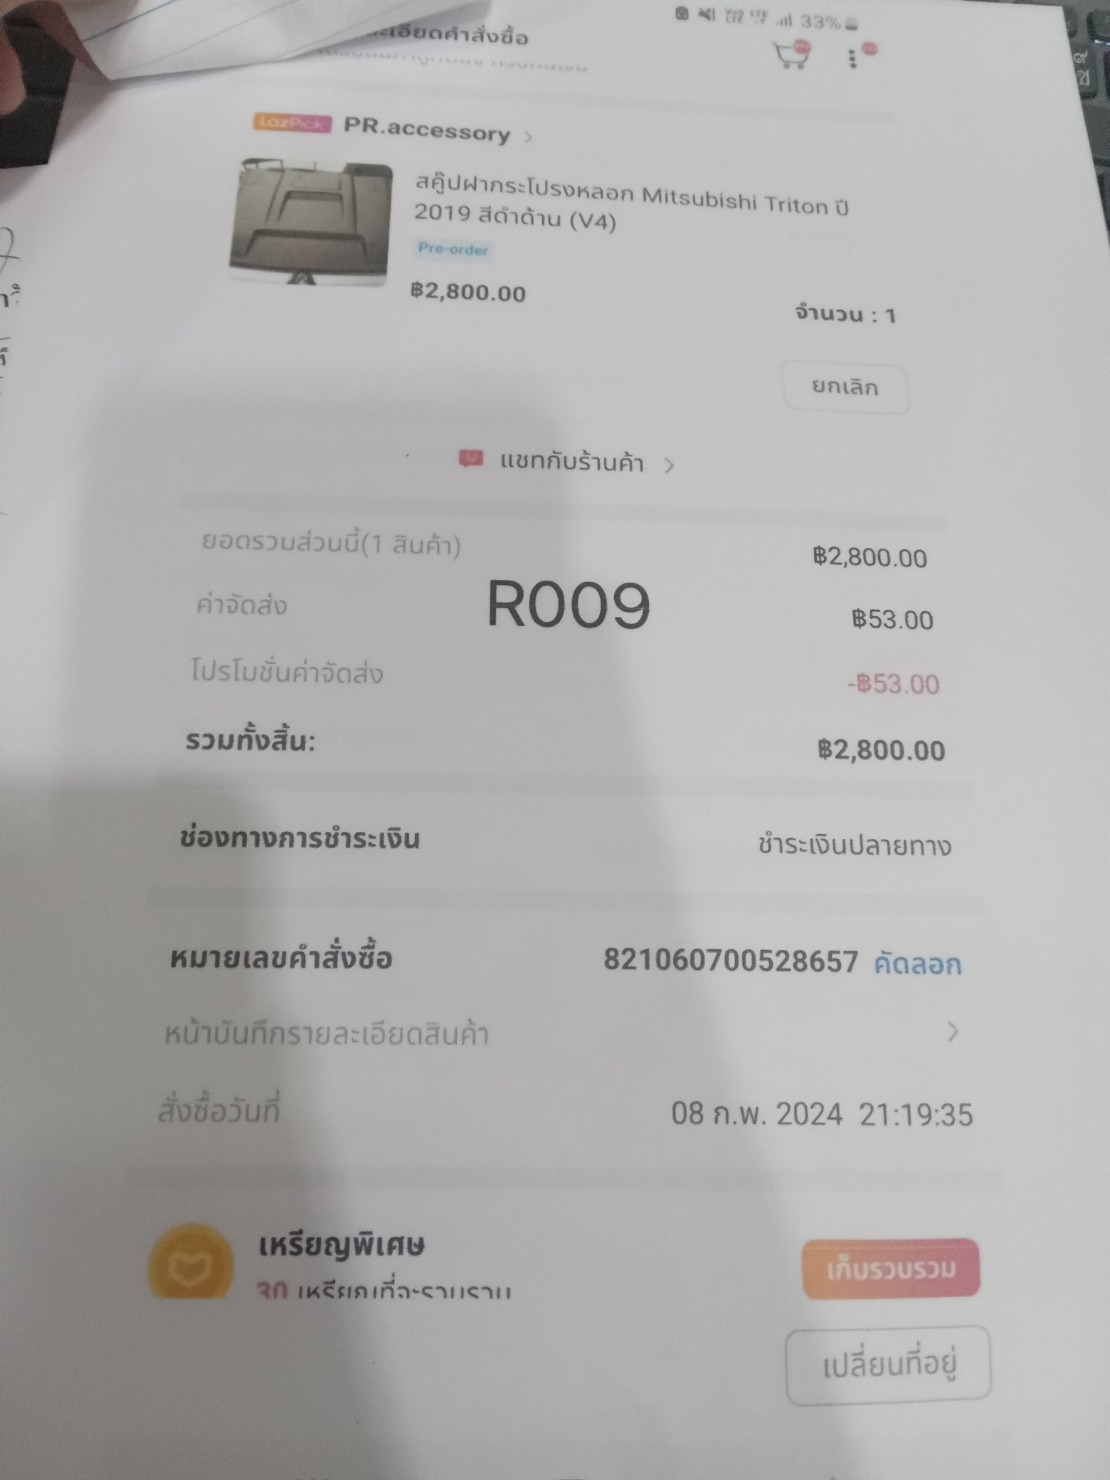 ละเอียดคำสั่งซื้อ
33%
LazPick PR.accessory >
สคู๊ปฝากระโปรงหลอก Mitsubishi Triton ปี
2019 สีดำด้าน (V4)
Pre-order
฿2,800.00
จำนวน : 1
ยกเลิก
แชทกับร้านค้า >
ยอดรวมส่วนนี้(1 สินค้า) ฿2,800.00
ค่าจัดส่ง R009 ฿53.00
โปรโมชั่นค่าจัดส่ง -฿53.00
รวมทั้งสิ้น: ฿2,800.00
ช่องทางการชำระเงิน ชำระเงินปลายทาง
หมายเลขคำสั่งซื้อ 821060700528657 คัดลอก
หน้าบันทึกรายละเอียดสินค้า >
สั่งซื้อวันที่ 08 ก.พ. 2024 21:19:35
เหรียญพิเศษ เก็บรวบรวม
เปลี่ยนที่อยู่